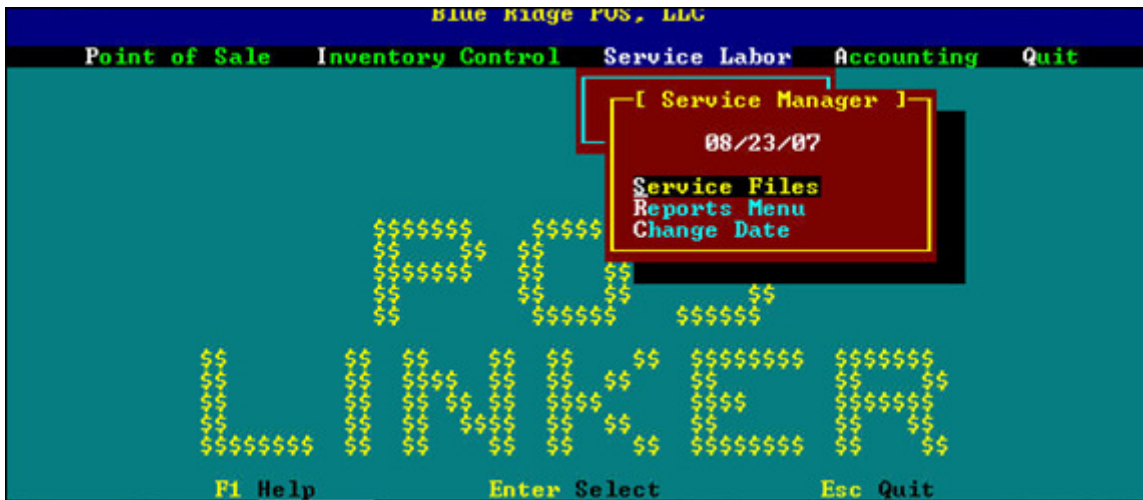 Blue Ridge POS, LLC
Point of Sale Inventory Control Service Labor Accounting Quit
[ Service Manager ]
08/23/07
Service Files
Reports Menu
Change Date
POS
LINKER
F1 Help Enter Select Esc Quit